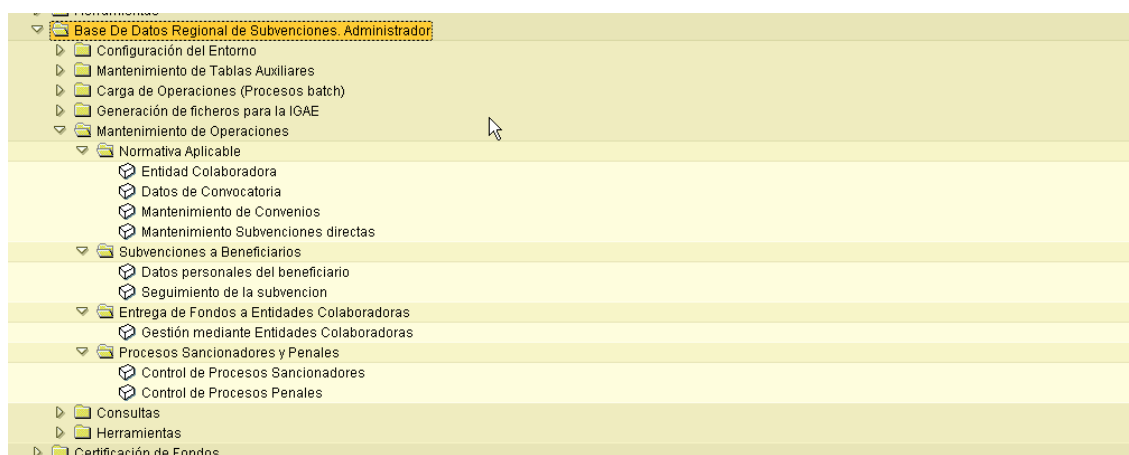 Herramientas
Base De Datos Regional de Subvenciones. Administrador
Configuración del Entorno
Mantenimiento de Tablas Auxiliares
Carga de Operaciones (Procesos batch)
Generación de ficheros para la IGAE
Mantenimiento de Operaciones
Normativa Aplicable
Entidad Colaboradora
Datos de Convocatoria
Mantenimiento de Convenios
Mantenimiento Subvenciones directas
Subvenciones a Beneficiarios
Datos personales del beneficiario
Seguimiento de la subvencion
Entrega de Fondos a Entidades Colaboradoras
Gestión mediante Entidades Colaboradoras
Procesos Sancionadores y Penales
Control de Procesos Sancionadores
Control de Procesos Penales
Consultas
Herramientas
Certificación de Fondos